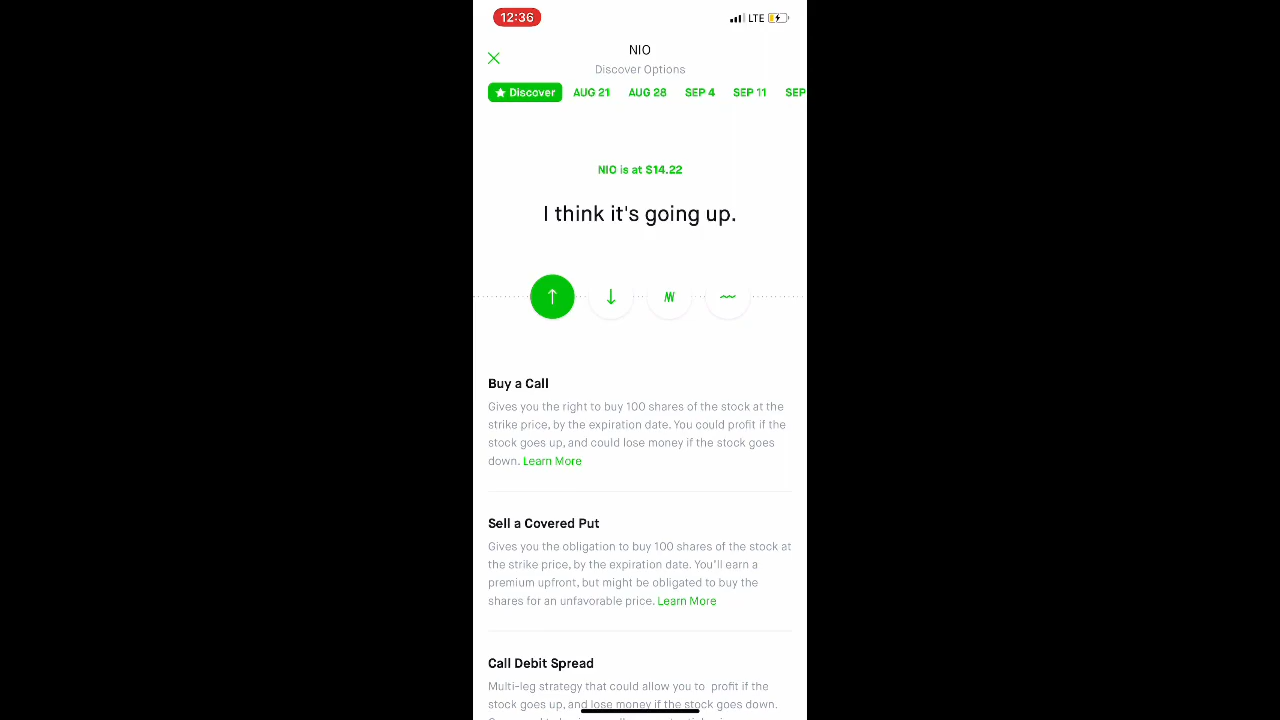 12:36
LTE
NIO
Discover Options
Discover AUG 21 AUG 28 SEP 4 SEP 11 SEP
NIO is at $14.22
I think it's going up.
Buy a Call
Gives you the right to buy 100 shares of the stock at the
strike price, by the expiration date. You could profit if the
stock goes up, and could lose money if the stock goes
down. Learn More
Sell a Covered Put
Gives you the obligation to buy 100 shares of the stock at
the strike price, by the expiration date. You'll earn a
premium upfront, but might be obligated to buy the
shares for an unfavorable price. Learn More
Call Debit Spread
Multi-leg strategy that could allow you to profit if the
stock goes up, and lose money if the stock goes down.